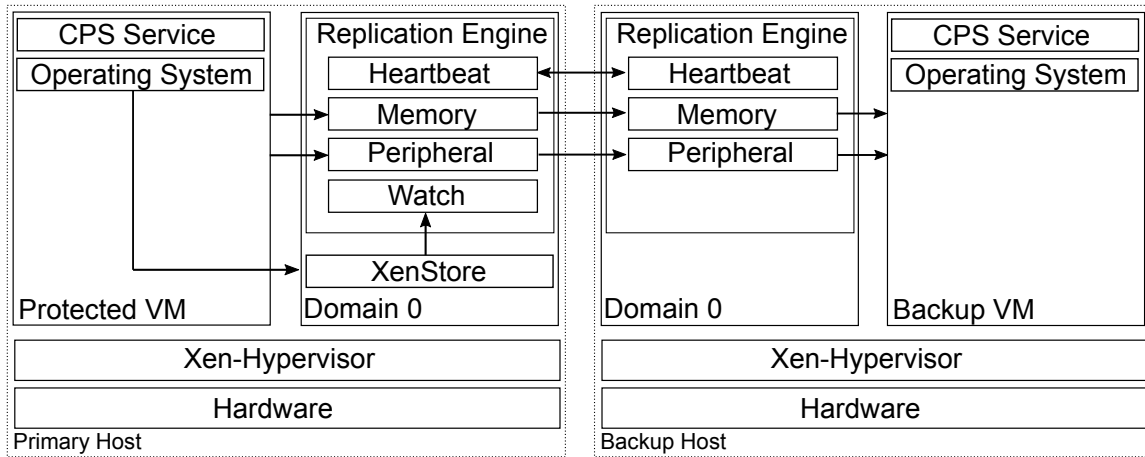 CPS Service
Operating System
Protected VM
Replication Engine
Heartbeat
Memory
Peripheral
Watch
XenStore
Domain 0
Xen-Hypervisor
Hardware
Primary Host
Replication Engine
Heartbeat
Memory
Peripheral
Domain 0
CPS Service
Operating System
Backup VM
Xen-Hypervisor
Hardware
Backup Host